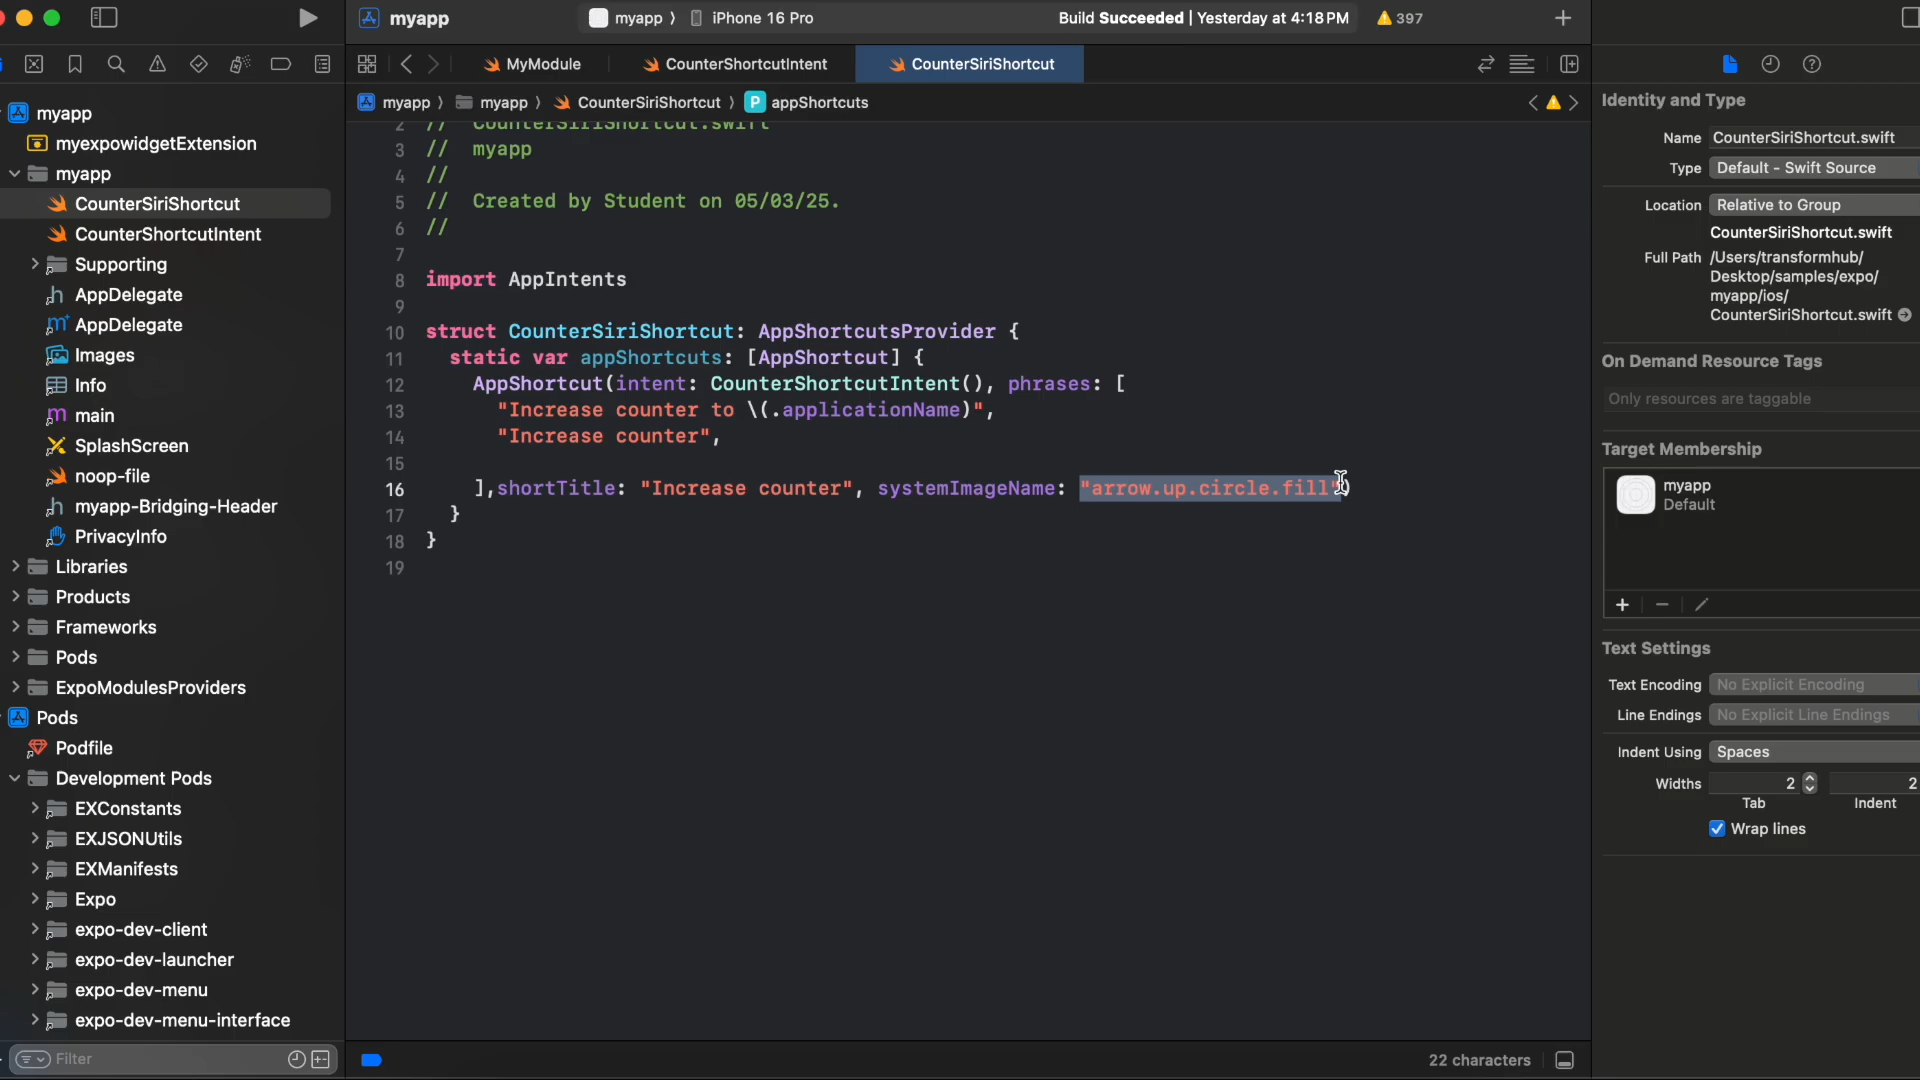 myapp
myapp 〉 iPhone 16 Pro
Build Succeeded | Yesterday at 4:18 PM
397
MyModule
CounterShortcutIntent
CounterSiriShortcut
myapp 〉 myapp 〉 CounterSiriShortcut 〉 P appShortcuts
myapp
myexpowidgetExtension
myapp
CounterSiriShortcut
CounterShortcutIntent
Supporting
AppDelegate
AppDelegate
Images
Info
main
SplashScreen
noop-file
myapp-Bridging-Header
PrivacyInfo
Libraries
Products
Frameworks
Pods
ExpoModulesProviders
Pods
Podfile
Development Pods
EXConstants
EXJSONUtils
EXManifests
Expo
expo-dev-client
expo-dev-launcher
expo-dev-menu
expo-dev-menu-interface
Filter
2 // CounterSiriShortcut.swift
3 // myapp
4 //
5 // Created by Student on 05/03/25.
6 //
7
8 import AppIntents
9
10 struct CounterSiriShortcut: AppShortcutsProvider {
11 static var appShortcuts: [AppShortcut] {
12 AppShortcut(intent: CounterShortcutIntent(), phrases: [
13 "Increase counter to \(.applicationName)",
14 "Increase counter",
15
16 ],shortTitle: "Increase counter", systemImageName: "arrow.up.circle.fill")
17 }
18 }
19
22 characters
Identity and Type
Name CounterSiriShortcut.swift
Type Default - Swift Source
Location Relative to Group
CounterSiriShortcut.swift
Full Path /Users/transformhub/
Desktop/samples/expo/
myapp/ios/
CounterSiriShortcut.swift
On Demand Resource Tags
Only resources are taggable
Target Membership
myapp
Default
Text Settings
Text Encoding No Explicit Encoding
Line Endings No Explicit Line Endings
Indent Using Spaces
Widths 2 2
Tab Indent
Wrap lines